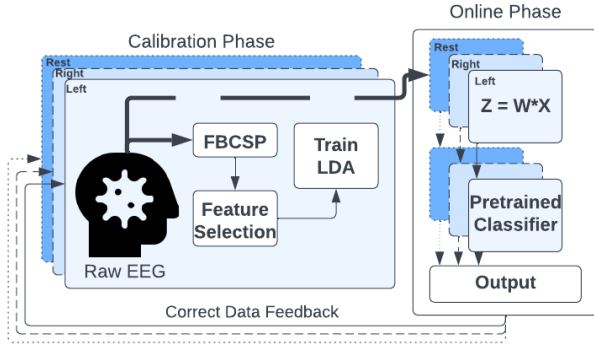 Online Phase
Calibration Phase
Rest
Right
Left
Rest
Right
Left
Z = W*X
FBCSP
Train
LDA
Feature
Selection
Pretrained
Classifier
Raw EEG
Output
Correct Data Feedback